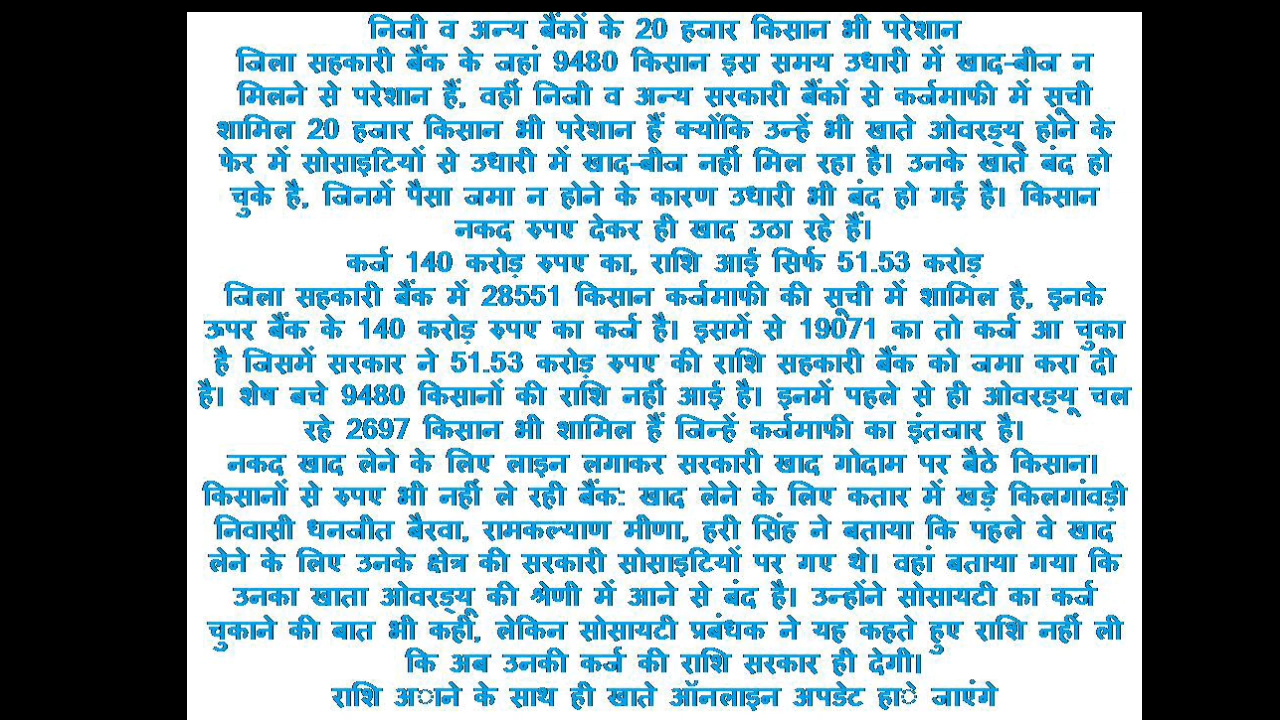 निजी व अन्य बैंकों के 20 हजार किसान भी परेशान
जिला सहकारी बैंक के जहां 9480 किसान इस समय उधारी में खाद-बीज न
मिलने से परेशान हैं, वहीं निजी व अन्य सरकारी बैंकों से कर्जमाफी में सूची
शामिल 20 हजार किसान भी परेशान हैं क्योंकि उन्हें भी खाते ओवरड्यू होने के
फेर में सोसाइटियों से उधारी में खाद-बीज नहीं मिल रहा है। उनके खाते बंद हो
चुके है, जिनमें पैसा जमा न होने के कारण उधारी भी बंद हो गई है। किसान
नकद रुपए देकर ही खाद उठा रहे हैं।
कर्ज 140 करोड़ रुपए का, राशि आई सिर्फ 51.53 करोड़
जिला सहकारी बैंक में 28551 किसान कर्जमाफी की सूची में शामिल है, इनके
ऊपर बैंक के 140 करोड़ रुपए का कर्ज है। इसमें से 19071 का तो कर्ज आ चुका
है जिसमें सरकार ने 51.53 करोड़ रुपए की राशि सहकारी बैंक को जमा करा दी
है। शेष बचे 9480 किसानों की राशि नहीं आई है। इनमें पहले से ही ओवरड्यू चल
रहे 2697 किसान भी शामिल हैं जिन्हें कर्जमाफी का इंतजार है।
नकद खाद लेने के लिए लाइन लगाकर सरकारी खाद गोदाम पर बैठे किसान।
किसानों से रुपए भी नहीं ले रही बैंक: खाद लेने के लिए कतार में खड़े किलगांवड़ी
निवासी धनजीत बैरवा, रामकल्याण मीणा, हरी सिंह ने बताया कि पहले वे खाद
लेने के लिए उनके क्षेत्र की सरकारी सोसाइटियों पर गए थे। वहां बताया गया कि
उनका खाता ओवरड्यू की श्रेणी में आने से बंद है। उन्होंने सोसायटी का कर्ज
चुकाने की बात भी कही, लेकिन सोसायटी प्रबंधक ने यह कहते हुए राशि नहीं ली
कि अब उनकी कर्ज की राशि सरकार ही देगी।
राशि अाने के साथ ही खाते ऑनलाइन अपडेट हाे जाएंगे